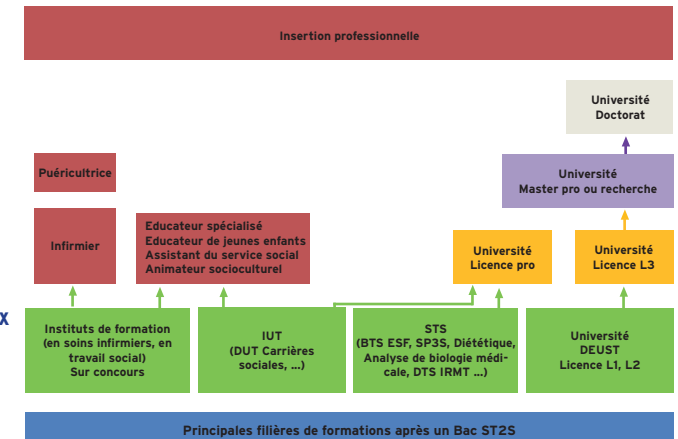 Insertion professionnelle
Université
Doctorat
Puéricultrice
Université
Master pro ou recherche
Infirmier
Educateur spécialisé
Educateur de jeunes enfants
Assistant du service social
Animateur socioculturel
Université
Licence pro
Université
Licence L3
X
Instituts de formation
(en soins infirmiers, en
travail social)
Sur concours
IUT
(DUT Carrières
sociales, ...)
STS
(BTS ESF, SP3S, Diététique,
Analyse de biologie médi-
cale, DTS IRMT ...)
Université
DEUST
Licence L1, L2
Principales filières de formations après un Bac ST2S